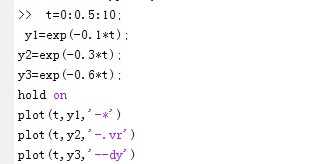 >> t=0:0.5:10;
y1=exp(-0.1*t);
y2=exp(-0.3*t);
y3=exp(-0.6*t);
hold on
plot(t,y1,'-*')
plot(t,y2,'-.vr')
plot(t,y3,'--dy')